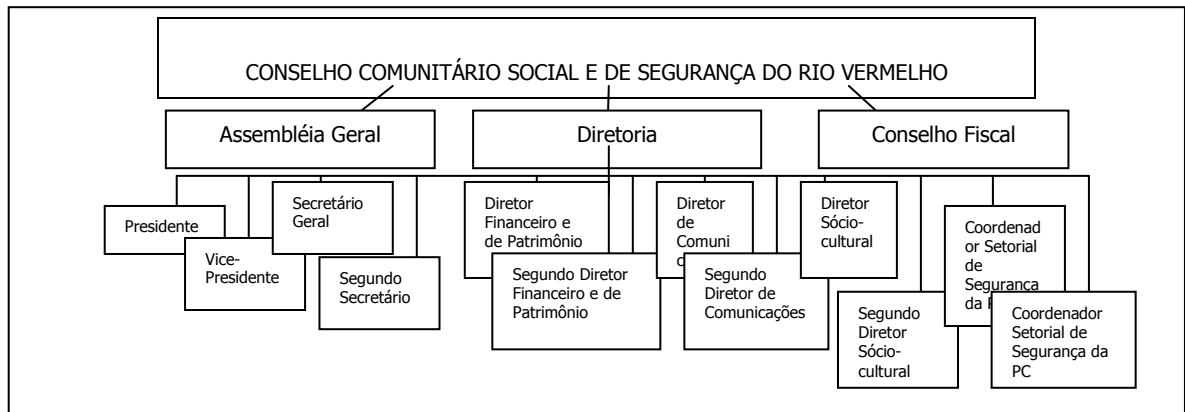 CONSELHO COMUNITÁRIO SOCIAL E DE SEGURANÇA DO RIO VERMELHO
Assembléia Geral
Diretoria
Conselho Fiscal
Presidente
Vice-
Presidente
Secretário
Geral
Segundo
Secretário
Diretor
Financeiro e
de Patrimônio
Segundo Diretor
Financeiro e de
Patrimônio
Diretor
de
Comuni
Segundo
Diretor de
Comunicações
Diretor
Sócio-
cultural
Segundo
Diretor
Sócio-
cultural
Coordenad
or Setorial
de
Segurança
da
Coordenador
Setorial de
Segurança da
PC